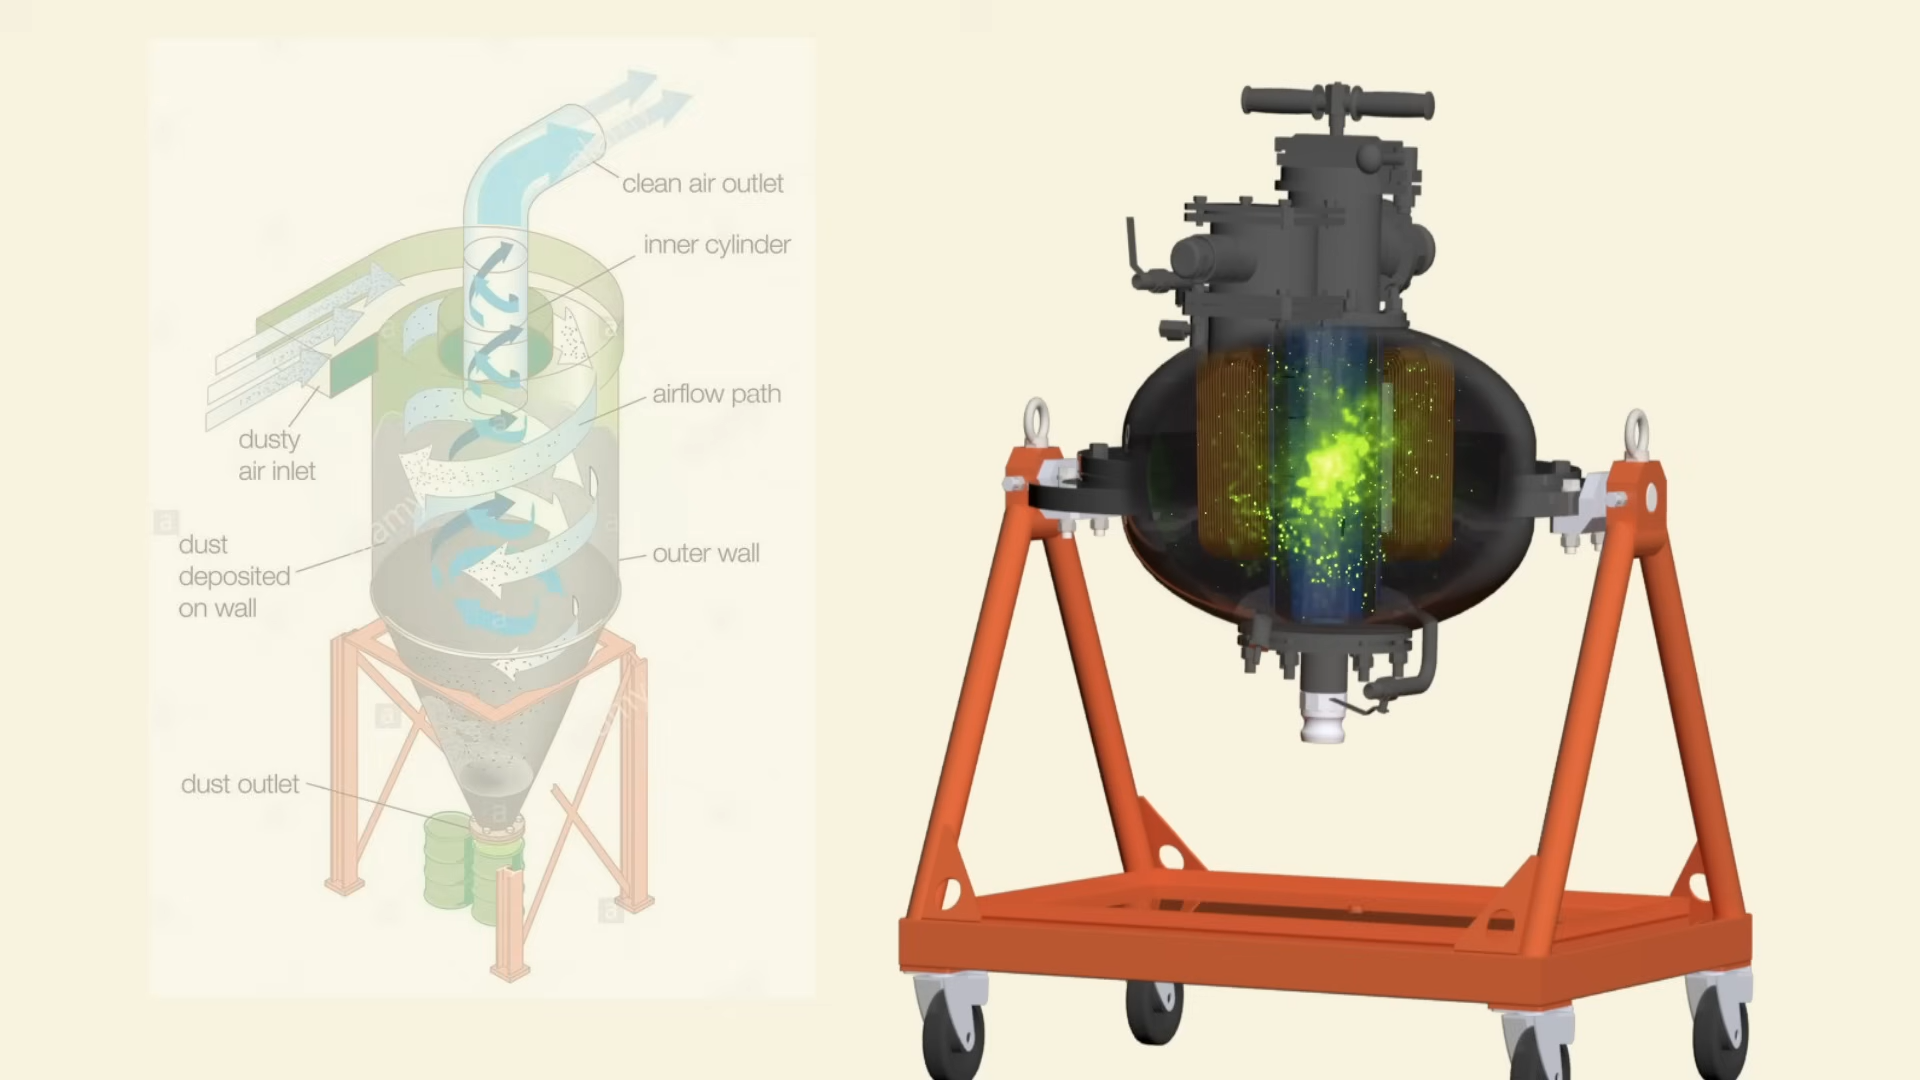 clean air outlet
inner cylinder
airflow path
dusty
air inlet
dust
deposited
on wall
outer wall
dust outlet
a
a
a
a
a
a